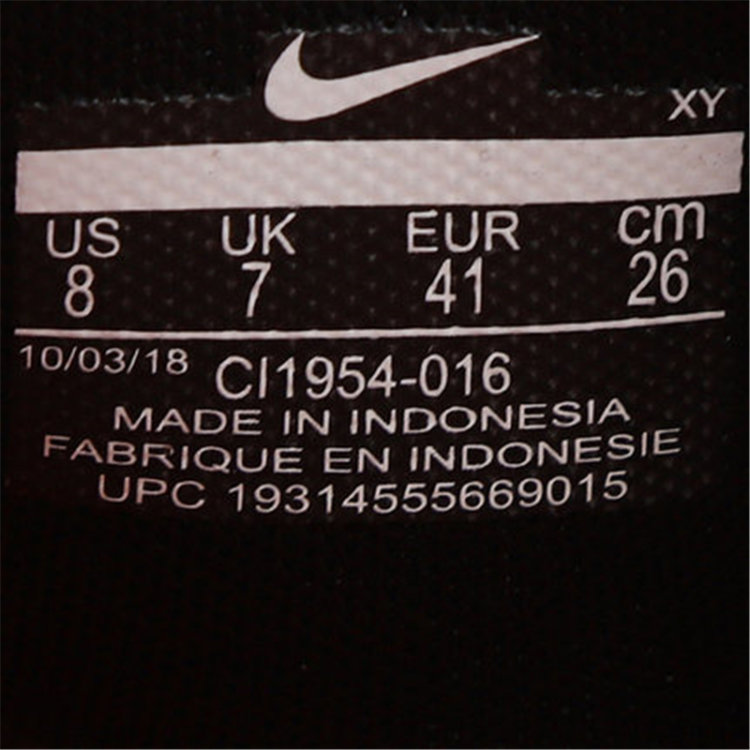 XY
US UK EUR cm
8 7 41 26
10/03/18 CI1954-016
MADE IN INDONESIA
FABRIQUE EN INDONESIE
UPC 19314555669015